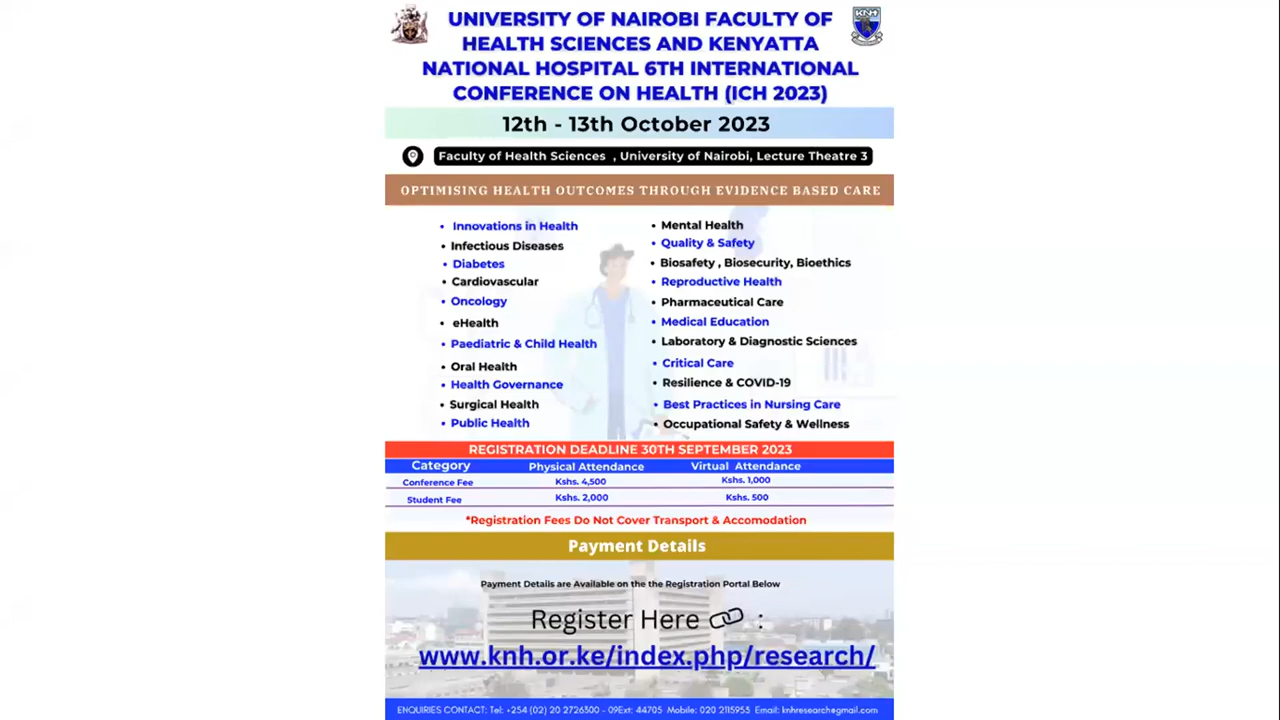 UNIVERSITY OF NAIROBI FACULTY OF
HEALTH SCIENCES AND KENYATTA
NATIONAL HOSPITAL 6TH INTERNATIONAL
CONFERENCE ON HEALTH (ICH 2023)
KNH
12th - 13th October 2023
Faculty of Health Sciences , University of Nairobi, Lecture Theatre 3
OPTIMISING HEALTH OUTCOMES THROUGH EVIDENCE BASED CARE
• Innovations in Health
• Infectious Diseases
• Diabetes
• Cardiovascular
• Oncology
• eHealth
• Paediatric & Child Health
• Oral Health
• Health Governance
• Surgical Health
• Public Health
• Mental Health
• Quality & Safety
• Biosafety , Biosecurity, Bioethics
• Reproductive Health
• Pharmaceutical Care
• Medical Education
• Laboratory & Diagnostic Sciences
• Critical Care
• Resilience & COVID-19
• Best Practices in Nursing Care
• Occupational Safety & Wellness
REGISTRATION DEADLINE 30TH SEPTEMBER 2023
Category Physical Attendance Virtual Attendance
Conference Fee Kshs. 4,500 Kshs. 1,000
Student Fee Kshs. 2,000 Kshs. 500
*Registration Fees Do Not Cover Transport & Accomodation
Payment Details
Payment Details are Available on the the Registration Portal Below
Register Here :
www.knh.or.ke/index.php/research/
ENQUIRIES CONTACT: Tel: +254 (02) 20 2726300 - 09Ext: 44705 Mobile: 020 2115953 Email: knhresearch@gmail.com